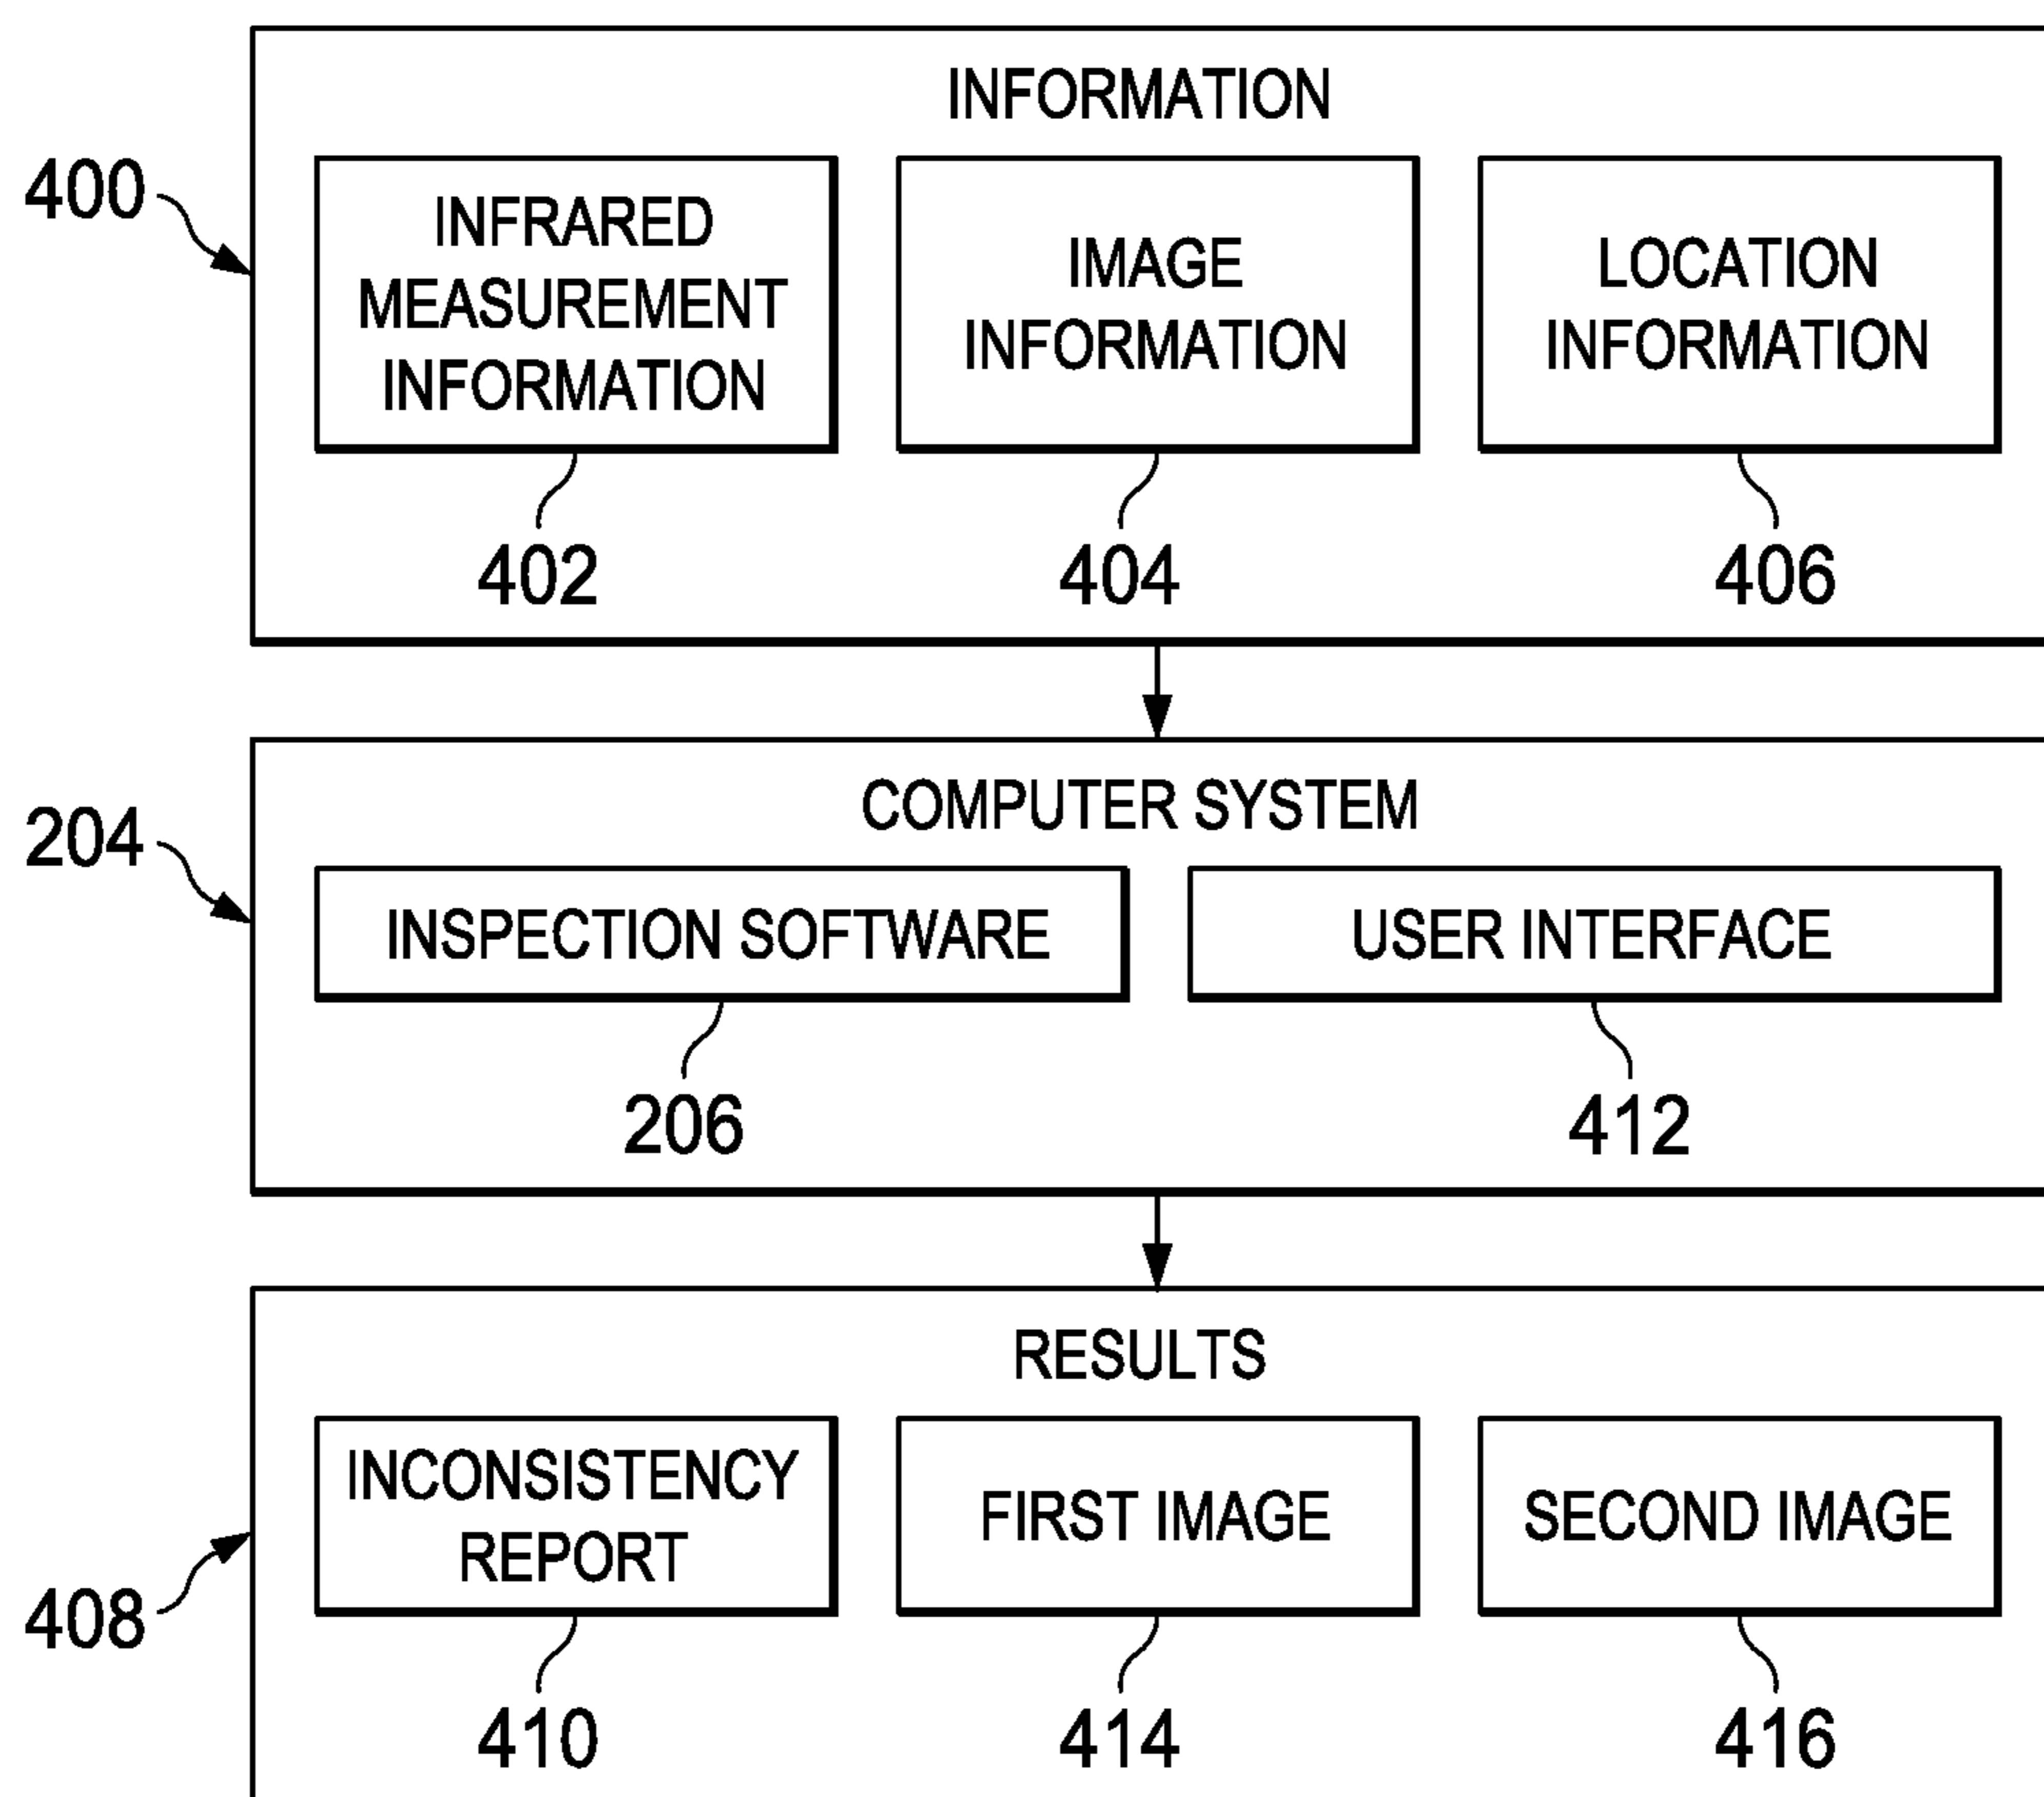 INFORMATION
400
INFRARED
MEASUREMENT
INFORMATION
IMAGE
INFORMATION
LOCATION
INFORMATION
402
404
406
COMPUTER SYSTEM
204
INSPECTION SOFTWARE
USER INTERFACE
206
412
RESULTS
408
INCONSISTENCY
REPORT
FIRST IMAGE
SECOND IMAGE
410
414
416